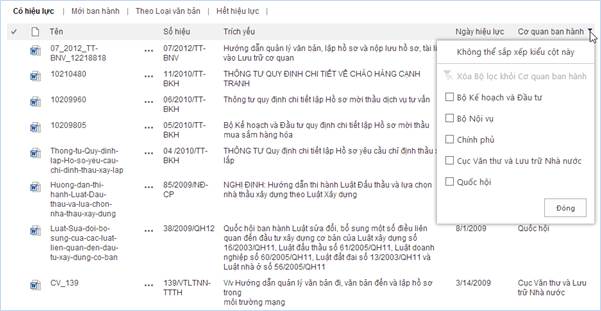 Có hiệu lực | Mới ban hành | Theo Loại văn bản | Hết hiệu lực |
Tên Số hiệu Trích yếu Ngày hiệu lực Cơ quan ban hành
07_2012_TT-BNV_12218818 ... 07/2012/TT-BNV Hướng dẫn quản lý văn bản, lập hồ sơ và nộp lưu hồ sơ, tài li
vào Lưu trữ cơ quan
10210480 ... 11/2010/TT-BKH THÔNG TƯ QUY ĐỊNH CHI TIẾT VỀ CHÀO HÀNG CẠNH
TRANH
10209960 ... 06/2010/TT-BKH Thông tư quy định chi tiết lập Hồ sơ mời thầu dịch vụ tư vấn
10209805 ... 05/2010/TT-BKH Bộ Kế hoạch và Đầu tư quy định chi tiết lập Hồ sơ mời thầu
mua sắm hàng hóa
Thong-tu-Quy-dinh-lap-Ho-so-yeu-cau-chi-dinh-thau-xay-lap ... 04 /2010/TT-BKH THÔNG TƯ Quy định chi tiết lập Hồ sơ yêu cầu chỉ định thầu
lắp
Huong-dan-thi-hanh-Luat-Dau-thau-va-lua-chon-nha-thau-xay-dung ... 85/2009/NĐ-CP NGHỊ ĐỊNH: Hướng dẫn thi hành Luật Đấu thầu và lựa chọn
nhà thầu xây dựng theo Luật Xây dựng
Luat-Sua-doi-bo-sung-cua-cac-luat-lien-quan-den-dau-tu-xay-dung-co-ban ... 38/2009/QH12 Quốc hội ban hành Luật sửa đổi, bổ sung một số điều liên 8/1/2009 Quốc hội
quan đến đầu tư xây dựng cơ bản của Luật xây dựng số
16/2003/QH11, Luật đấu thầu số 61/2005/QH11, Luật doanh
nghiệp số 60/2005/QH11, Luật đất đai số 13/2003/QH11 và
Luật nhà ở số 56/2005/QH11
CV_139 ... 139/VTLTNN-TTTH V/v Hướng dẫn quản lý văn bản đi, văn bản đến và lập hồ sơ 3/14/2009 Cục Văn thư và Lưu trữ Nhà nước
trong
môi trường mạng
Không thể sắp xếp kiểu cột này
Xóa Bộ lọc khỏi Cơ quan ban hành
Bộ Kế hoạch và Đầu tư
Bộ Nội vụ
Chính phủ
Cục Văn thư và Lưu trữ Nhà nước
Quốc hội
Đóng